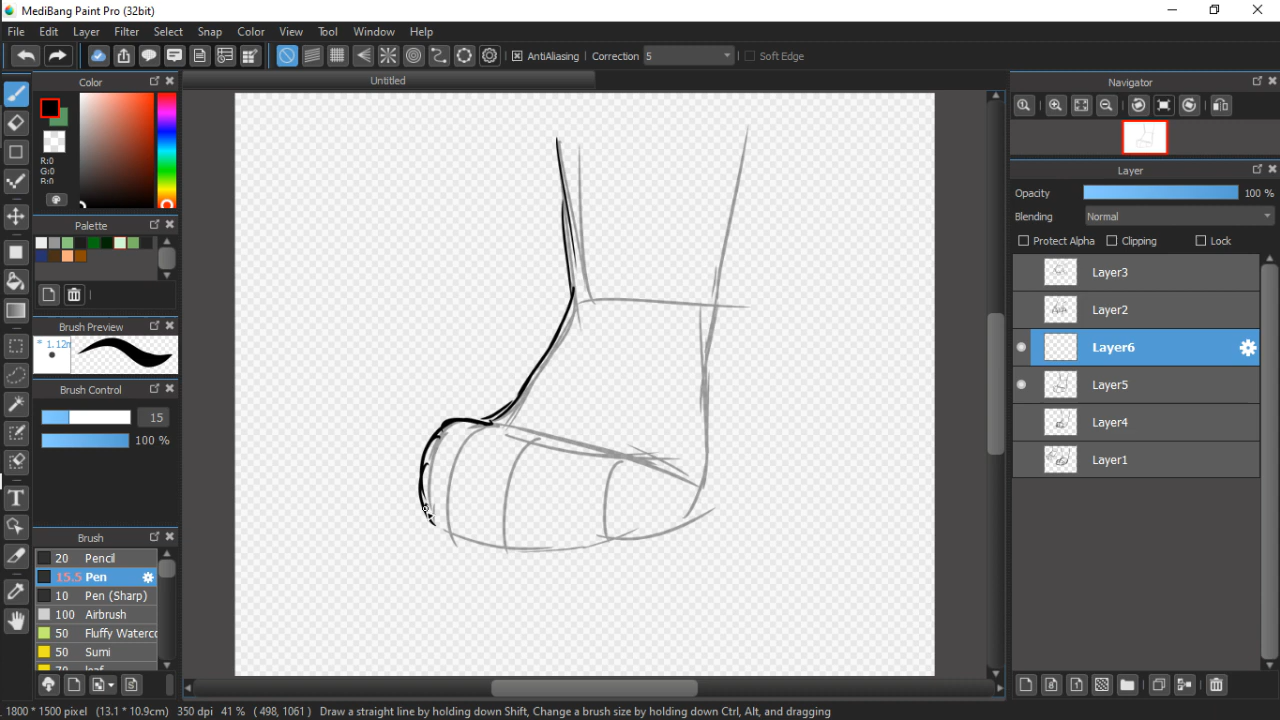 MediBang Paint Pro (32bit)
File Edit Layer Filter Select Snap Color View Tool Window Help
AntiAliasing Correction 5 Soft Edge
Untitled
Color
R:0
G:0
B:0
Palette
Brush Preview
* 1.12m
Brush Control
15
100 %
Brush
20 Pencil
15.5 Pen
10 Pen (Sharp)
100 Airbrush
50 Fluffy Waterco
50 Sumi
70 leaf
T
Navigator
Layer
Opacity 100 %
Blending Normal
Protect Alpha Clipping Lock
Layer3
Layer2
Layer6
Layer5
Layer4
Layer1
1800 * 1500 pixel (13.1 * 10.9cm) 350 dpi 41 % ( 498, 1061 ) Draw a straight line by holding down Shift, Change a brush size by holding down Ctrl, Alt, and dragging